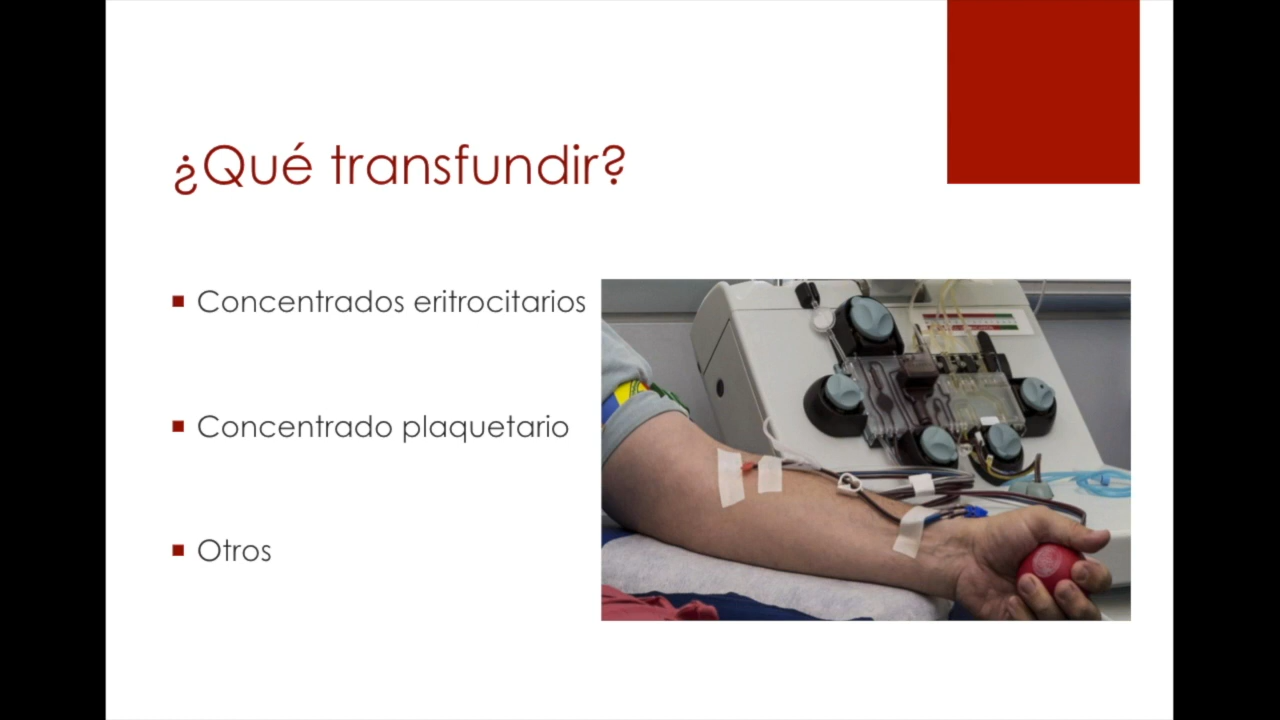 ¿Qué transfundir?
Concentrados eritrocitarios
Concentrado plaquetario
Otros